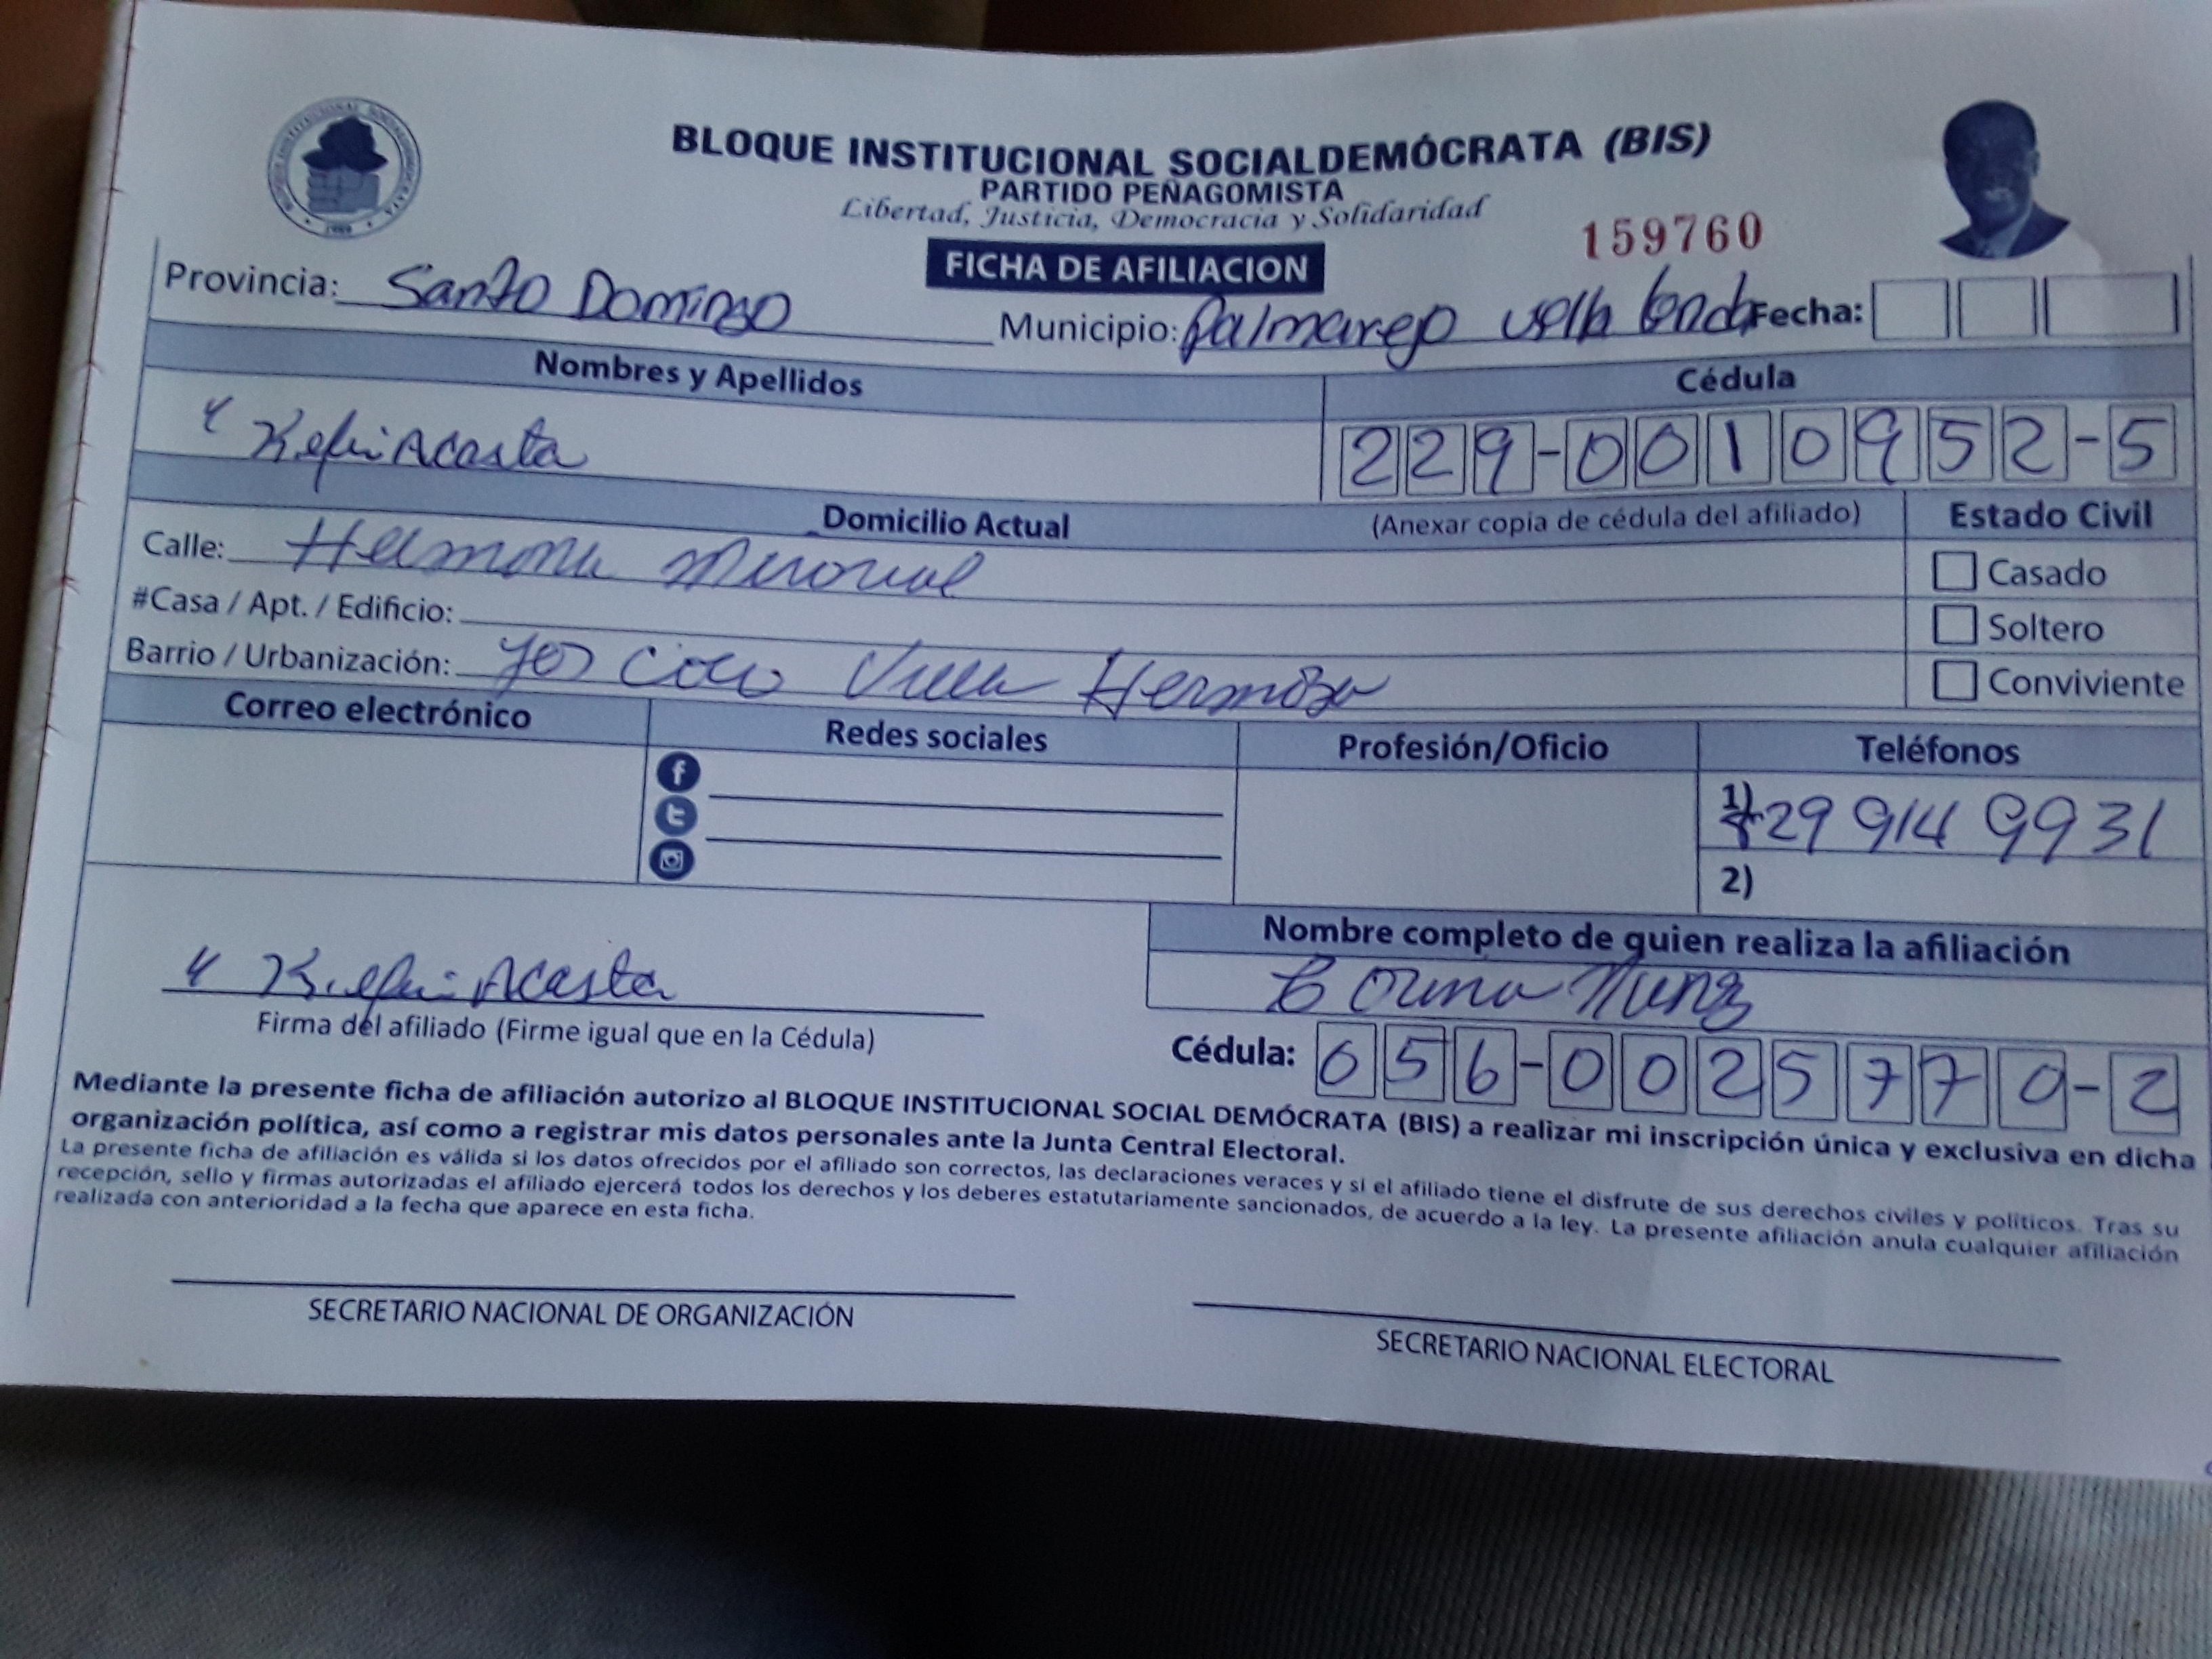 BLOQUE INSTITUCIONAL SOCIALDEMÓCRATA (BIS)
PARTIDO PEÑAGOMISTA
Libertad, Justicia, Democracia y Solidaridad
159760
FICHA DE AFILIACION
Provincia: Santo Domingo
Municipio: Palmarejo
Fecha:
Nombres y Apellidos
Cédula
Acosta
229-0010952-5
Domicilio Actual
(Anexar copia de cédula del afiliado)
Estado Civil
Calle: Hermana
Casado
#Casa / Apt. / Edificio:
Soltero
Barrio / Urbanización: Hermosa
Conviviente
Correo electrónico
Redes sociales
Profesión/Oficio
Teléfonos
1) 829 914 9931
2)
Nombre completo de quien realiza la afiliación
Acosta
Firma del afiliado (Firme igual que en la Cédula)
Cédula: 056-0025770-2
Mediante la presente ficha de afiliación autorizo al BLOQUE INSTITUCIONAL SOCIAL DEMÓCRATA (BIS) a realizar mi inscripción única y exclusiva en dicha
organización política, así como a registrar mis datos personales ante la Junta Central Electoral.
La presente ficha de afiliación es válida si los datos ofrecidos por el afiliado son correctos, las declaraciones veraces y si el afiliado tiene el disfrute de sus derechos civiles y políticos. Tras su
recepción, sello y firmas autorizadas el afiliado ejercerá todos los derechos y los deberes estatutariamente sancionados, de acuerdo a la ley. La presente afiliación anula cualquier afiliación
realizada con anterioridad a la fecha que aparece en esta ficha.
SECRETARIO NACIONAL DE ORGANIZACIÓN
SECRETARIO NACIONAL ELECTORAL